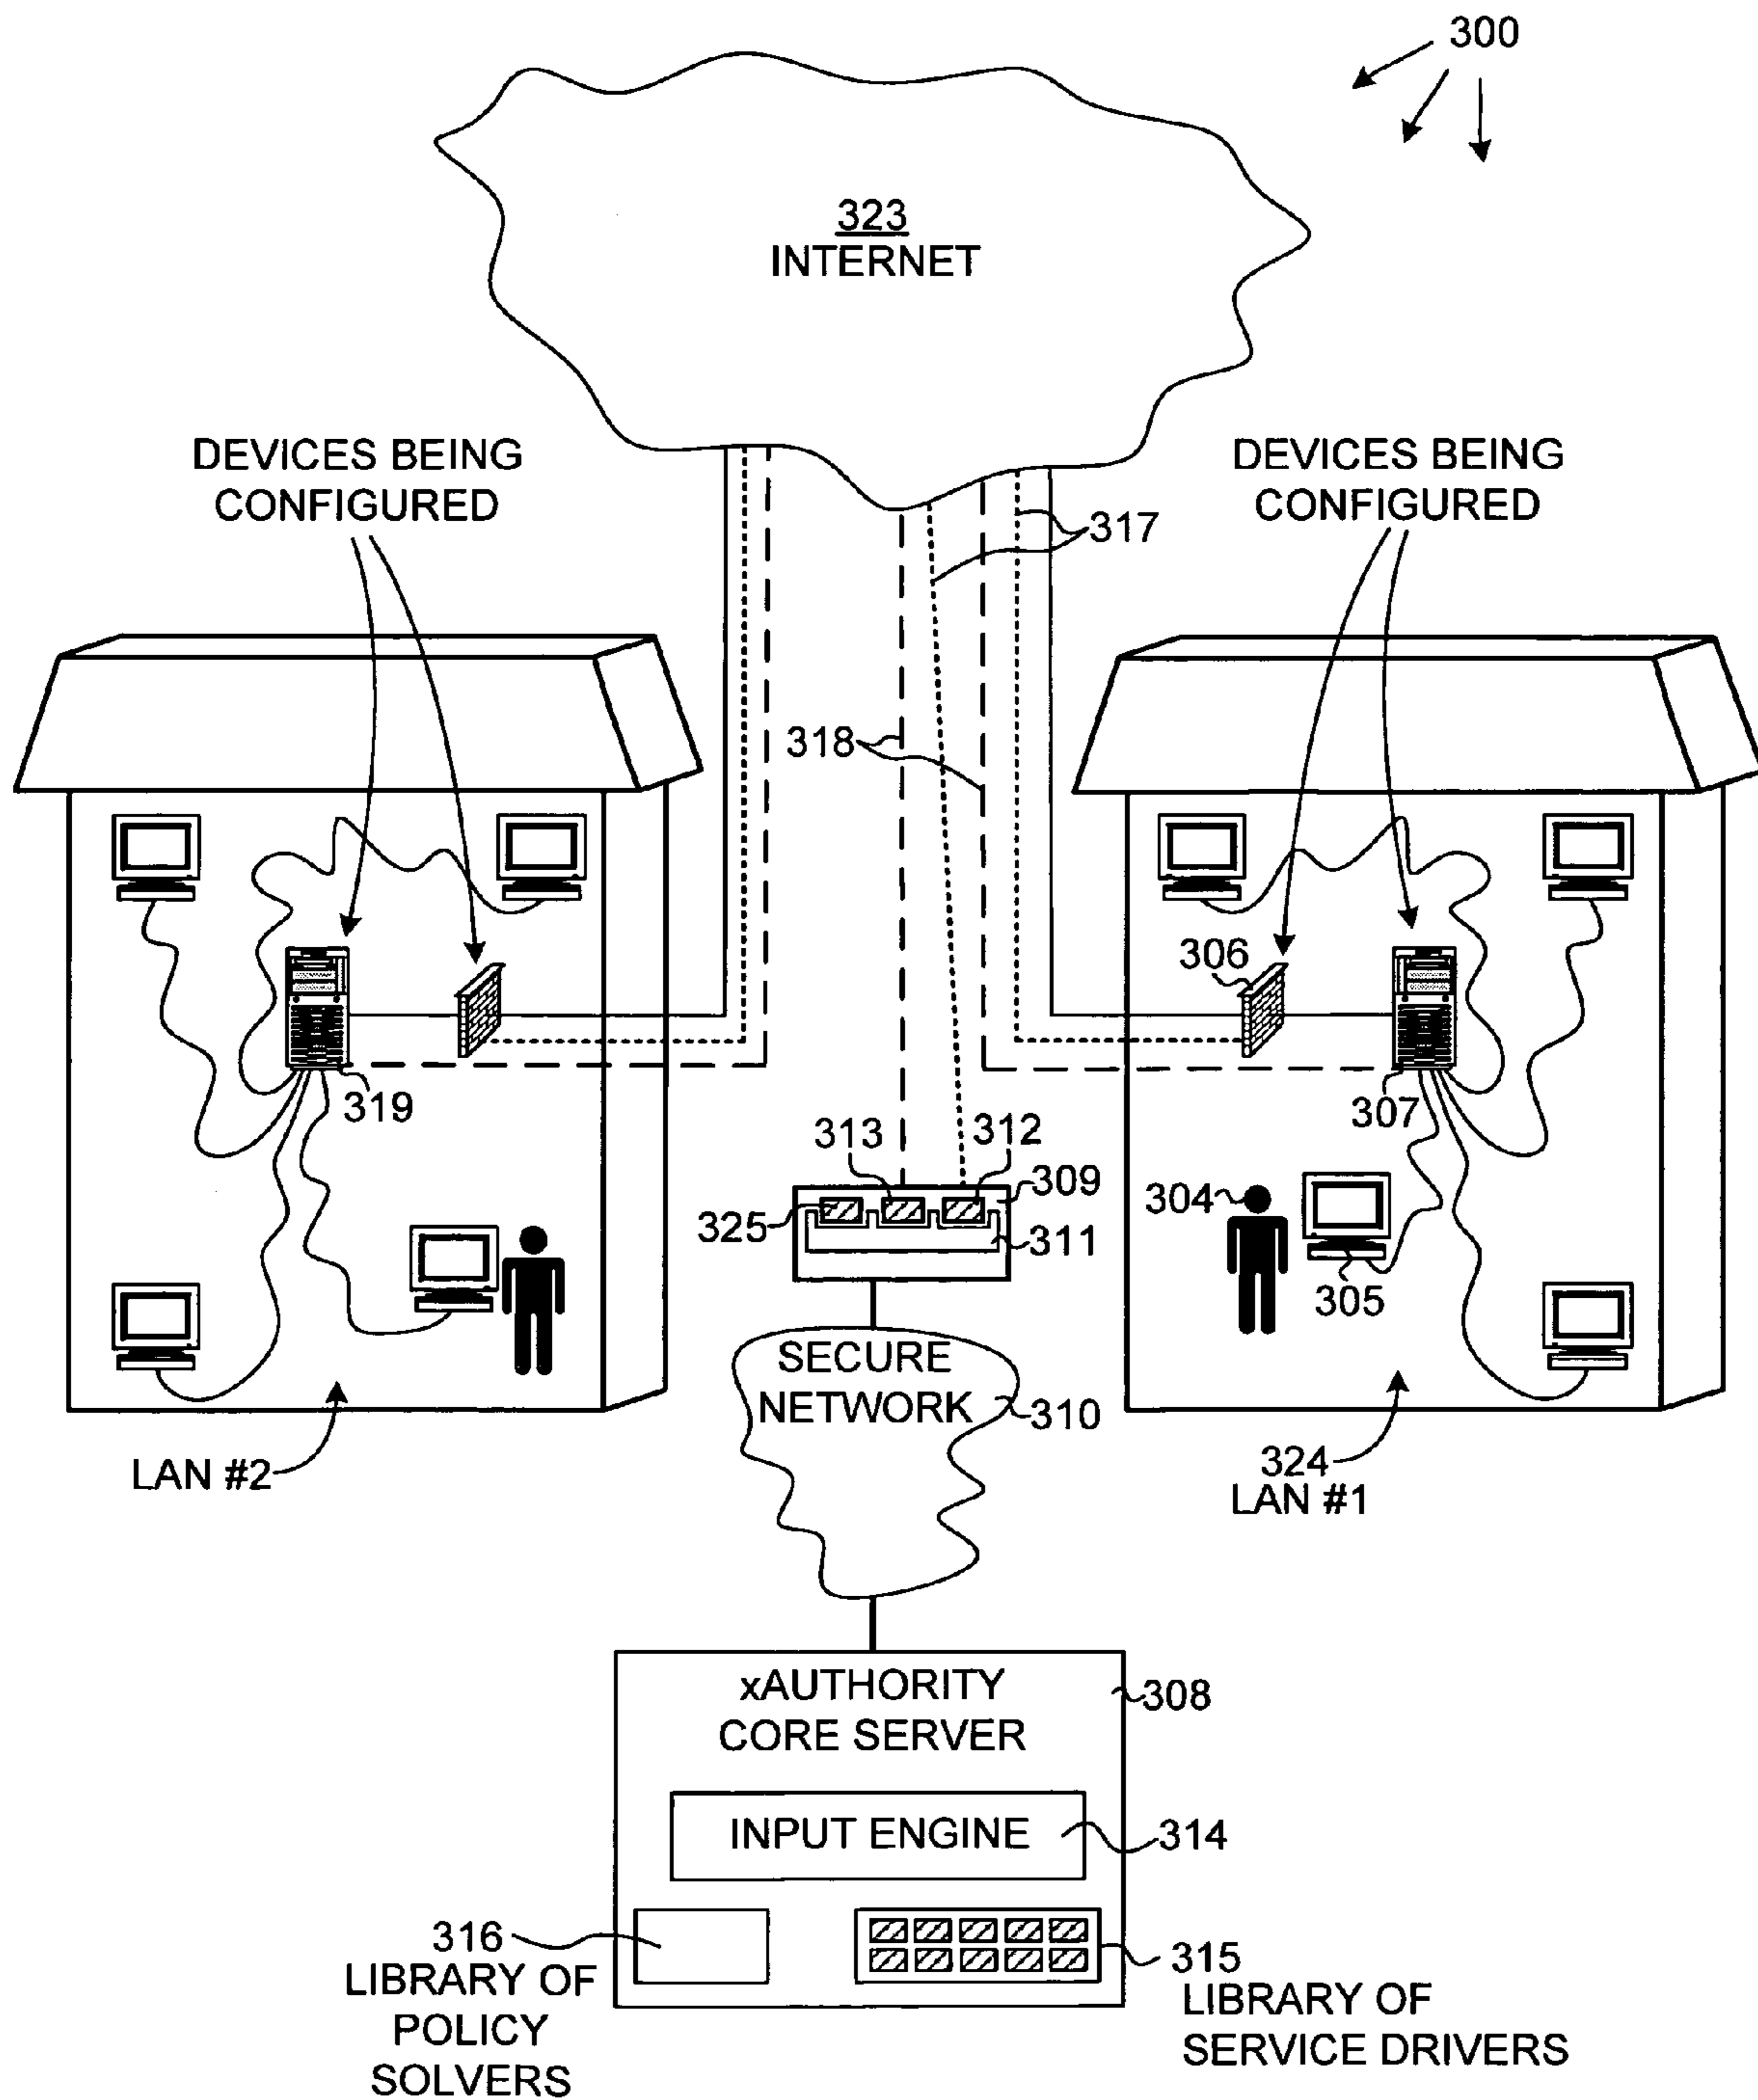 300
323
INTERNET
DEVICES BEING
CONFIGURED
DEVICES BEING
CONFIGURED
317
318
306
319
307
313
312
309
304
325
311
305
SECURE
NETWORK
310
LAN #2
324
LAN #1
xAUTHORITY
CORE SERVER
308
INPUT ENGINE
314
316
LIBRARY OF
POLICY
SOLVERS
315
LIBRARY OF
SERVICE DRIVERS